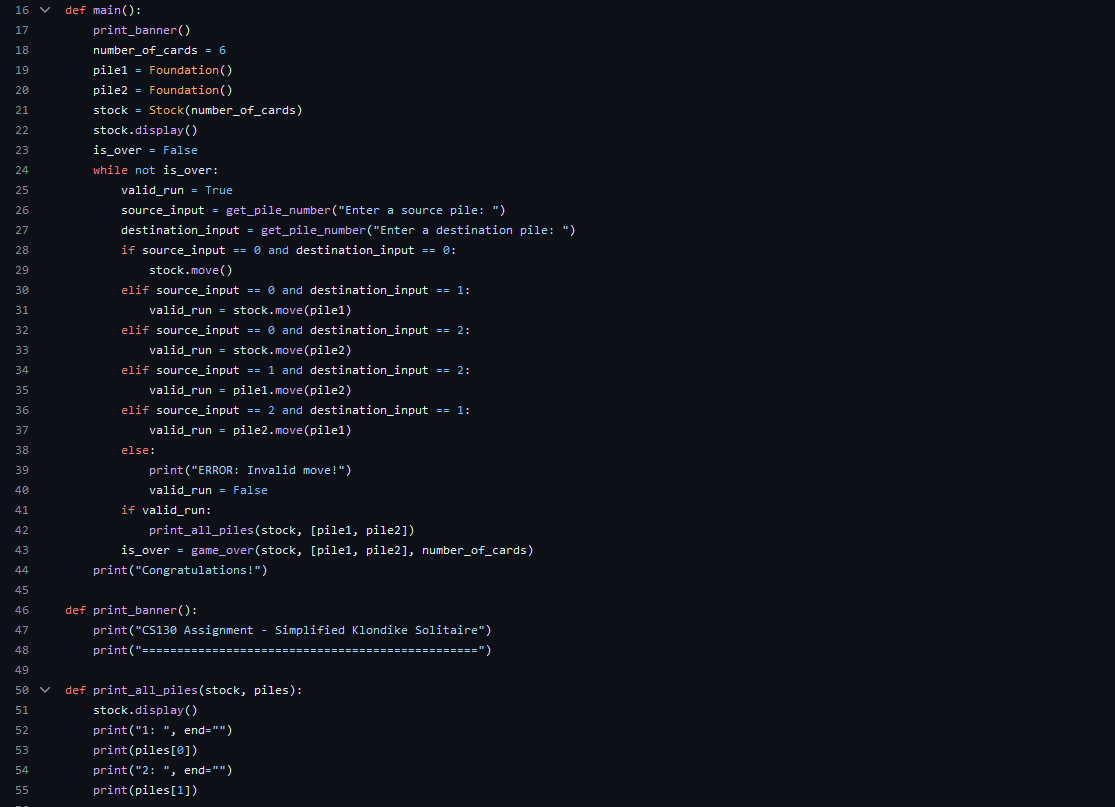 16 def main():
17     print_banner()
18     number_of_cards = 6
19     pile1 = Foundation()
20     pile2 = Foundation()
21     stock = Stock(number_of_cards)
22     stock.display()
23     is_over = False
24     while not is_over:
25         valid_run = True
26         source_input = get_pile_number("Enter a source pile: ")
27         destination_input = get_pile_number("Enter a destination pile: ")
28         if source_input == 0 and destination_input == 0:
29             stock.move()
30         elif source_input == 0 and destination_input == 1:
31             valid_run = stock.move(pile1)
32         elif source_input == 0 and destination_input == 2:
33             valid_run = stock.move(pile2)
34         elif source_input == 1 and destination_input == 2:
35             valid_run = pile1.move(pile2)
36         elif source_input == 2 and destination_input == 1:
37             valid_run = pile2.move(pile1)
38         else:
39             print("ERROR: Invalid move!")
40             valid_run = False
41         if valid_run:
42             print_all_piles(stock, [pile1, pile2])
43         is_over = game_over(stock, [pile1, pile2], number_of_cards)
44     print("Congratulations!")
45
46 def print_banner():
47     print("CS130 Assignment - Simplified Klondike Solitaire")
48     print("================================================")
49
50 def print_all_piles(stock, piles):
51     stock.display()
52     print("1: ", end="")
53     print(piles[0])
54     print("2: ", end="")
55     print(piles[1])